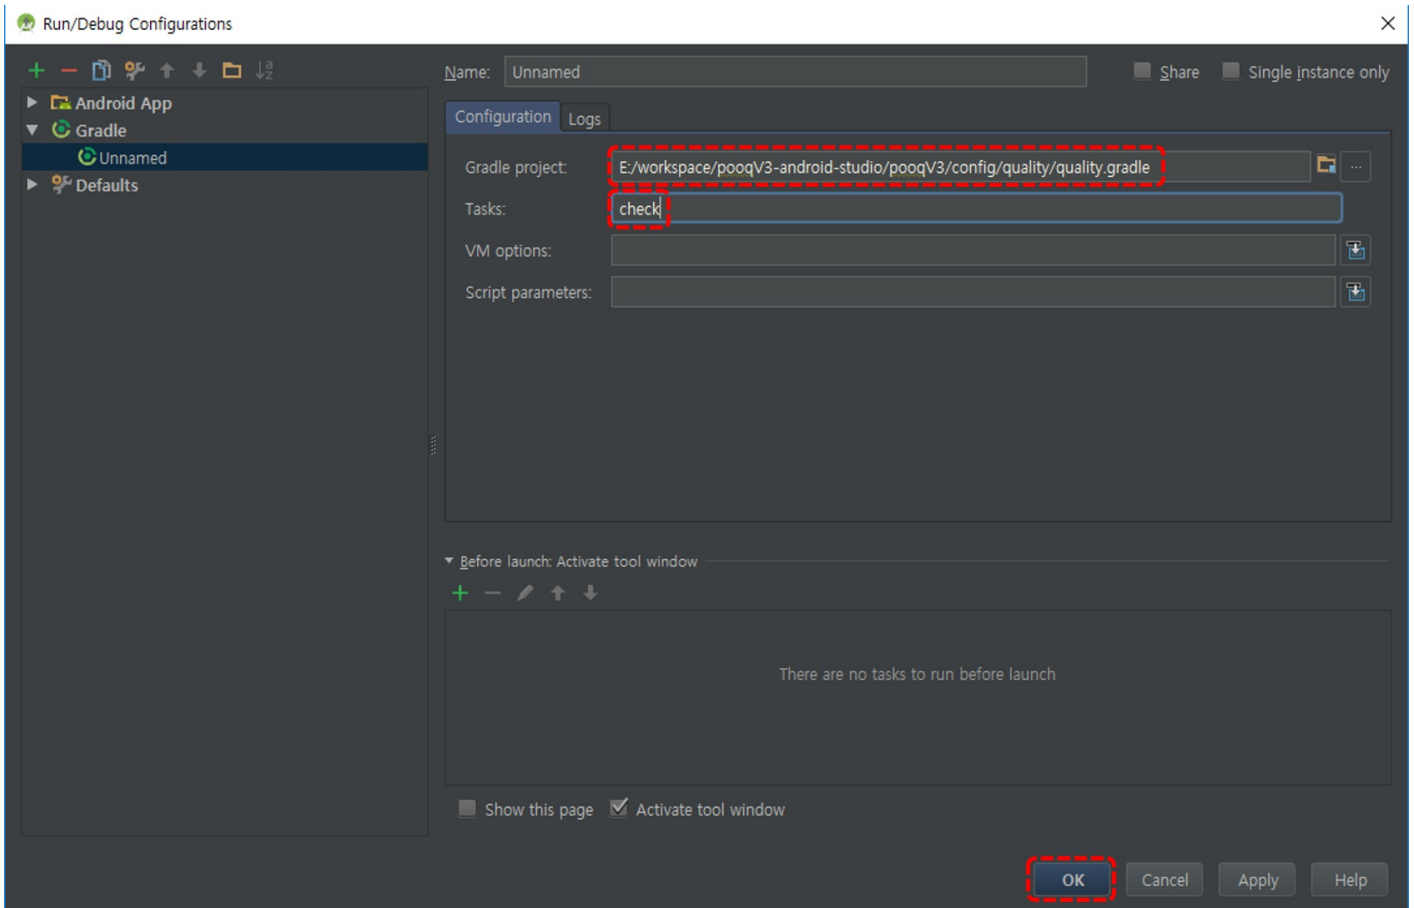 Run/Debug Configurations
Name: Unnamed
Share
Single instance only
Android App
Gradle
Unnamed
Defaults
Configuration
Logs
Gradle project: E:/workspace/pooqV3-android-studio/pooqV3/config/quality/quality.gradle
...
Tasks: check
VM options:
Script parameters:
Before launch: Activate tool window
There are no tasks to run before launch
Show this page
Activate tool window
OK
Cancel
Apply
Help